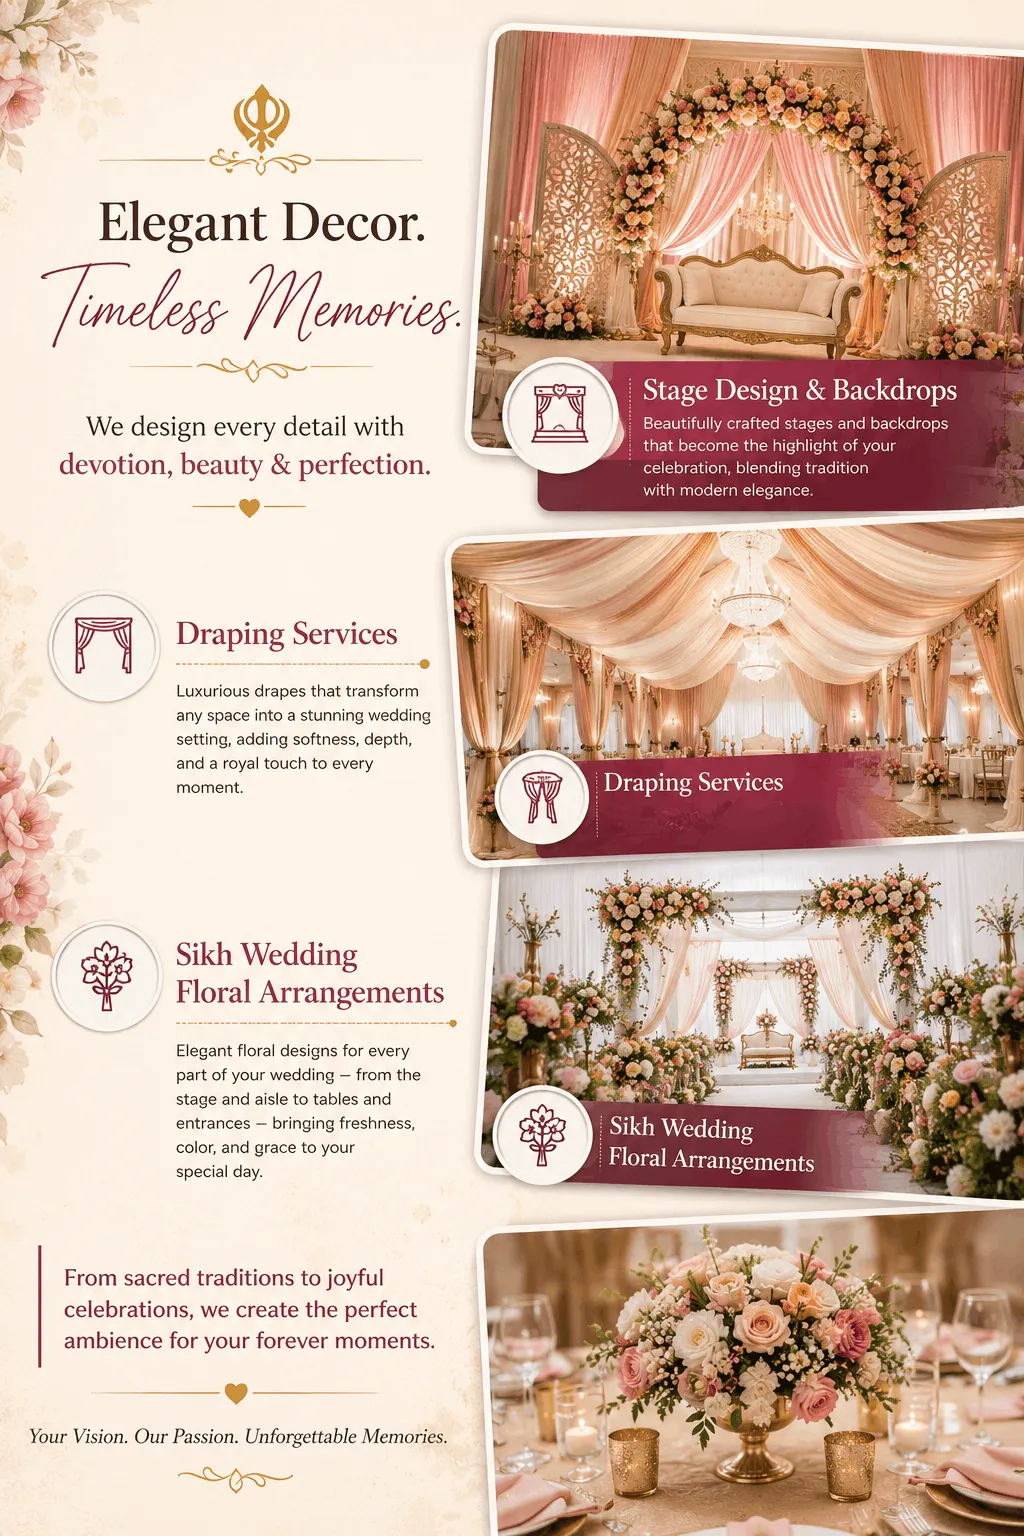 Elegant Decor.
Timeless Memories.
We design every detail with
devotion, beauty & perfection.
Stage Design & Backdrops
Beautifully crafted stages and backdrops
that become the highlight of your
celebration, blending tradition
with modern elegance.
Draping Services
Luxurious drapes that transform
any space into a stunning wedding
setting, adding softness, depth,
and a royal touch to every
moment.
Draping Services
Sikh Wedding
Floral Arrangements
Elegant floral designs for every
part of your wedding – from the
stage and aisle to tables and
entrances – bringing freshness,
color, and grace to your
special day.
Sikh Wedding
Floral Arrangements
From sacred traditions to joyful
celebrations, we create the perfect
ambience for your forever moments.
Your Vision. Our Passion. Unforgettable Memories.